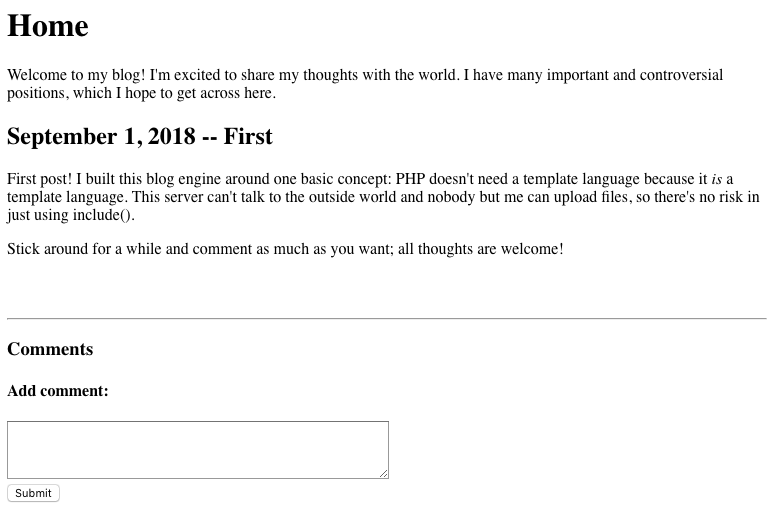 Home
Welcome to my blog! I'm excited to share my thoughts with the world. I have many important and controversial
positions, which I hope to get across here.
September 1, 2018 -- First
First post! I built this blog engine around one basic concept: PHP doesn't need a template language because it is a
template language. This server can't talk to the outside world and nobody but me can upload files, so there's no risk in
just using include().
Stick around for a while and comment as much as you want; all thoughts are welcome!
Comments
Add comment:
Submit